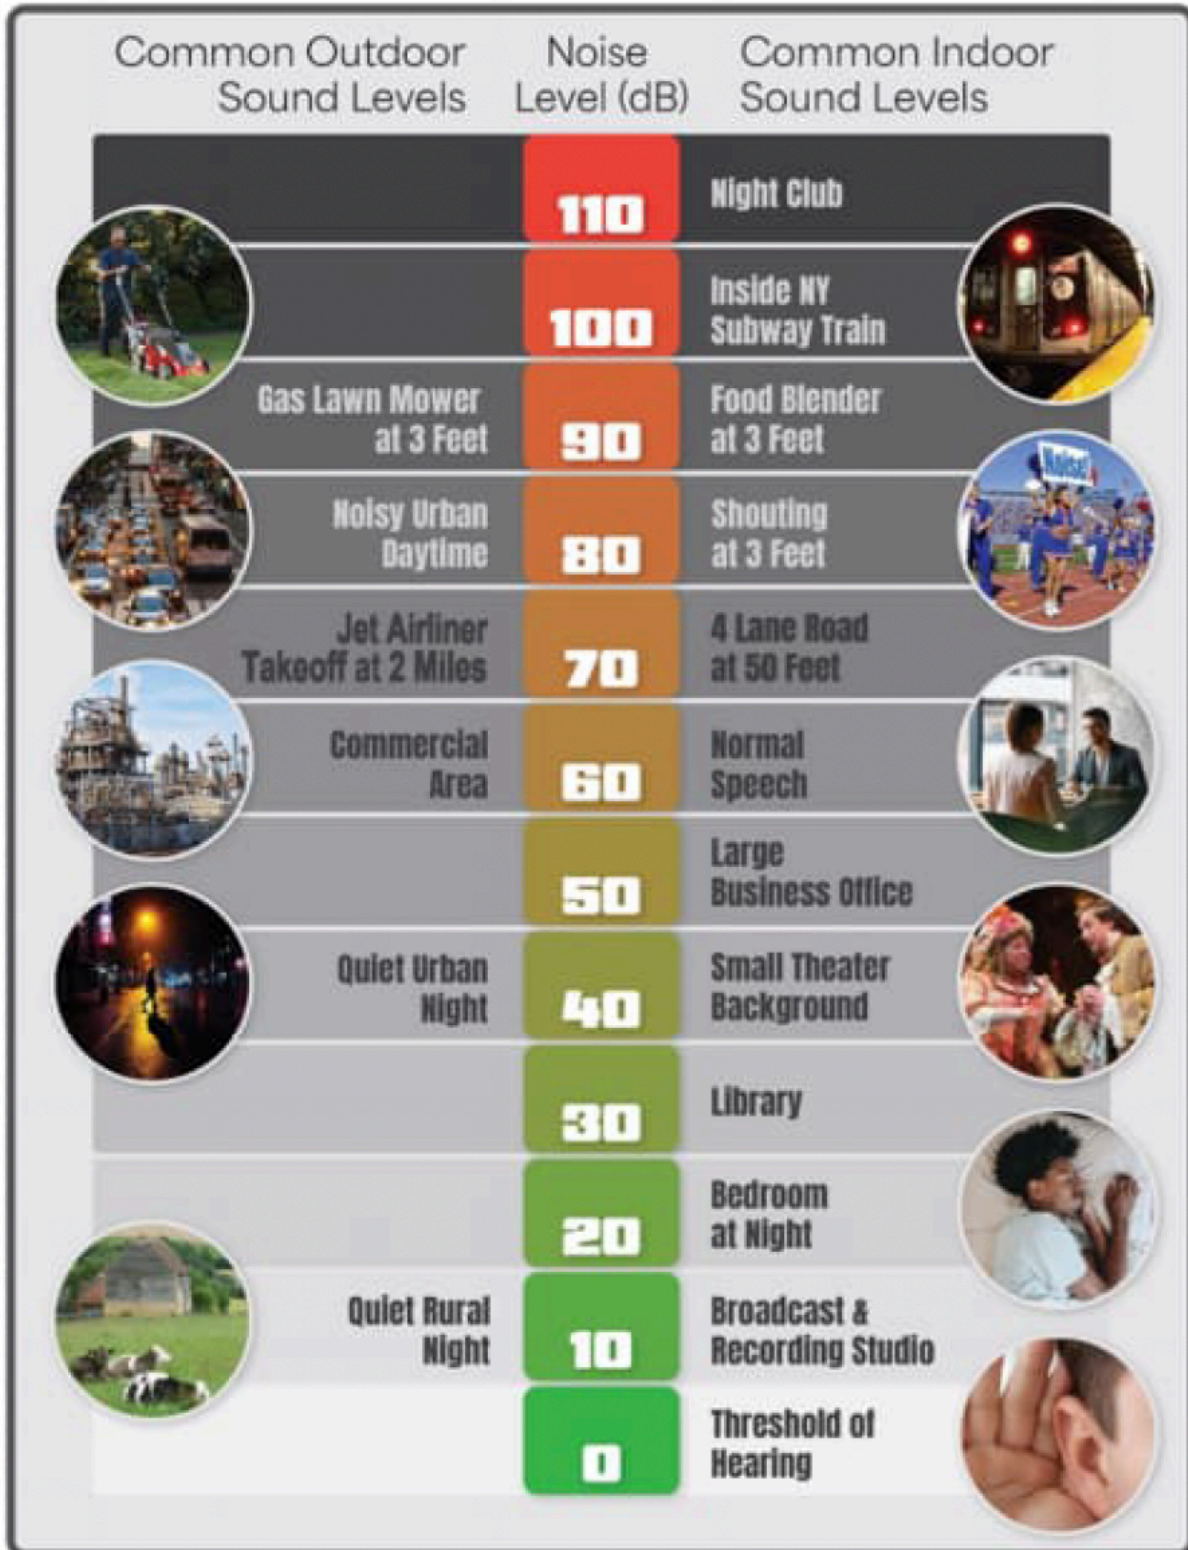 Common Outdoor
Sound Levels
Noise
Level (dB)
Common Indoor
Sound Levels
110
Night Club
100
Inside NY
Subway Train
Gas Lawn Mower
at 3 Feet
90
Food Blender
at 3 Feet
Noisy Urban
Daytime
80
Shouting
at 3 Feet
Noise!
Jet Airliner
Takeoff at 2 Miles
70
4 Lane Road
at 50 Feet
Commercial
Area
60
Normal
Speech
50
Large
Business Office
Quiet Urban
Night
40
Small Theater
Background
30
Library
20
Bedroom
at Night
Quiet Rural
Night
10
Broadcast &
Recording Studio
0
Threshold of
Hearing